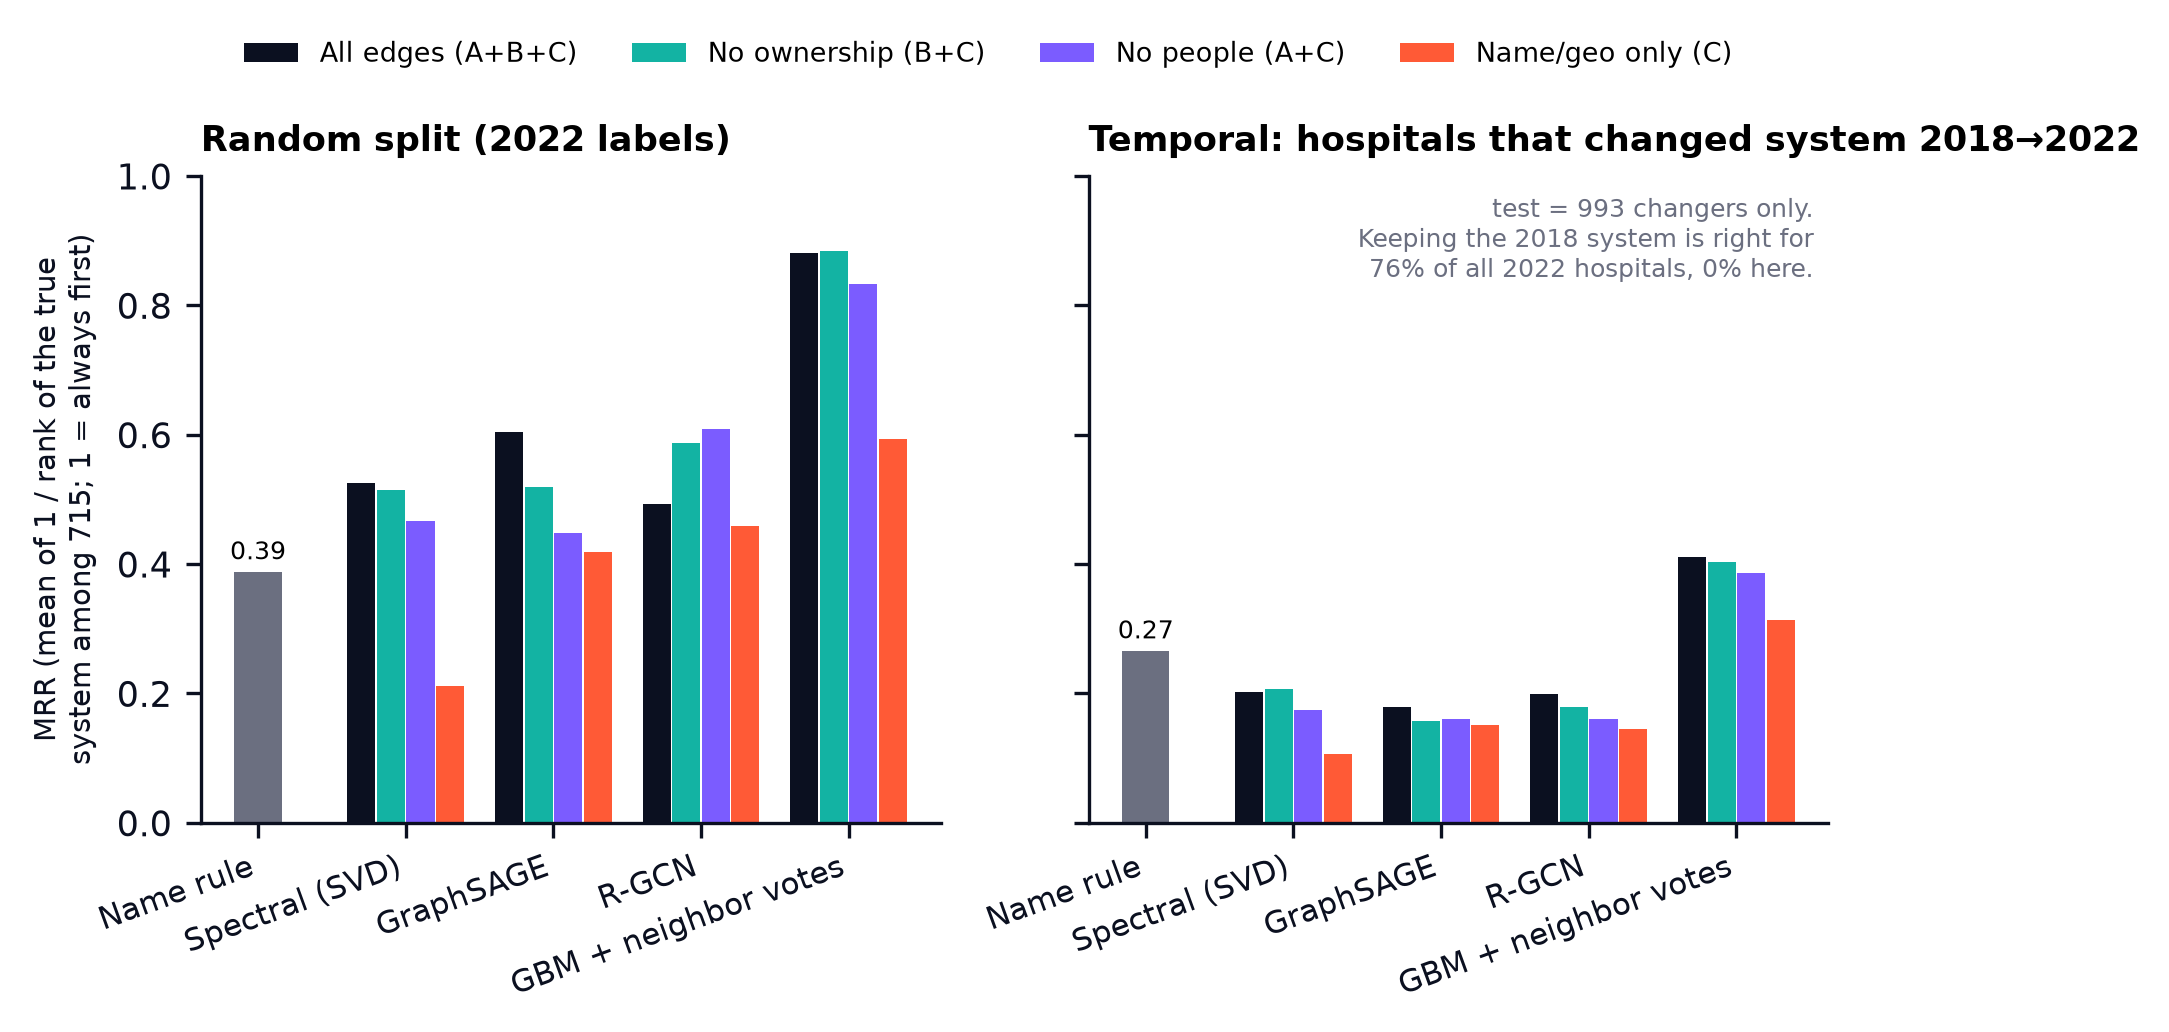 All edges (A+B+C)
No ownership (B+C)
No people (A+C)
Name/geo only (C)
Random split (2022 labels)
MRR (mean of 1 / rank of the true
system among 715; 1 = always first)
1.0
0.8
0.6
0.4
0.2
0.0
0.39
Name rule
Spectral (SVD)
GraphSAGE
R-GCN
GBM + neighbor votes
Temporal: hospitals that changed system 2018→2022
test = 993 changers only.
Keeping the 2018 system is right for
76% of all 2022 hospitals, 0% here.
0.27
Name rule
Spectral (SVD)
GraphSAGE
R-GCN
GBM + neighbor votes